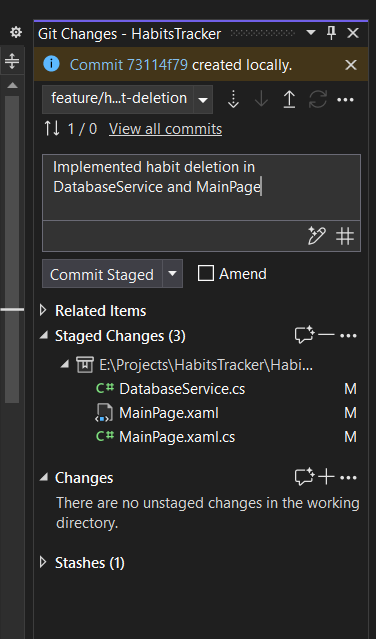 Git Changes - HabitsTracker
Commit 73114f79 created locally.
feature/h...t-deletion
1 / 0 View all commits
Implemented habit deletion in
DatabaseService and MainPage
Commit Staged Amend
Related Items
Staged Changes (3)
E:\Projects\HabitsTracker\Habi...
C# DatabaseService.cs M
MainPage.xaml M
C# MainPage.xaml.cs M
Changes
There are no unstaged changes in the working
directory.
Stashes (1)